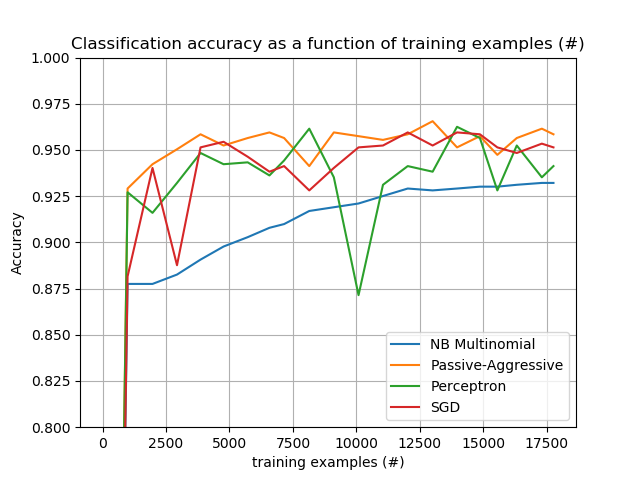 Classification accuracy as a function of training examples (#)
1.000
0.975
0.950
0.925
0.900
0.875
0.850
0.825
0.800
Accuracy
NB Multinomial
Passive-Aggressive
Perceptron
SGD
0 2500 5000 7500 10000 12500 15000 17500
training examples (#)